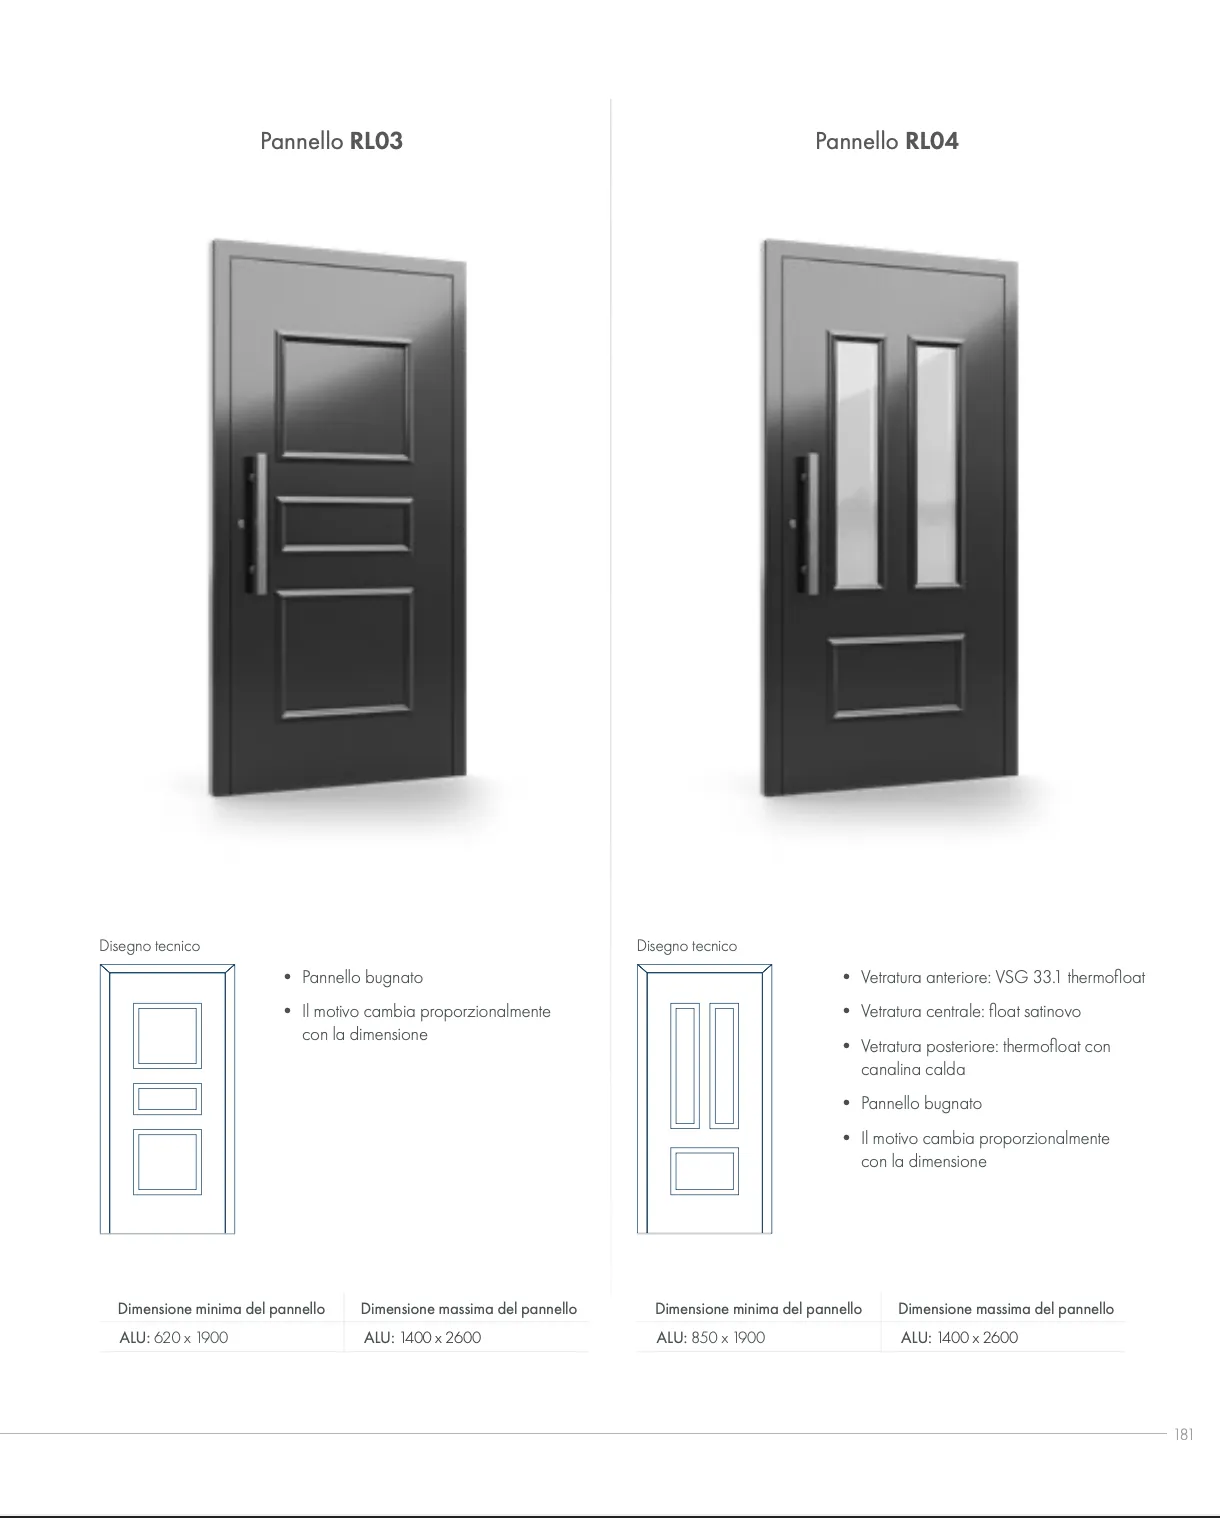 Pannello RL03
Disegno tecnico
• Pannello bugnato
• Il motivo cambia proporzionalmente
con la dimensione
Dimensione minima del pannello
Dimensione massima del pannello
ALU: 620 x 1900
ALU: 1400 x 2600
Pannello RL04
Disegno tecnico
• Vetratura anteriore: VSG 33.1 thermofloat
• Vetratura centrale: float satinovo
• Vetratura posteriore: thermofloat con
canalina calda
• Pannello bugnato
• Il motivo cambia proporzionalmente
con la dimensione
Dimensione minima del pannello
Dimensione massima del pannello
ALU: 850 x 1900
ALU: 1400 x 2600
181